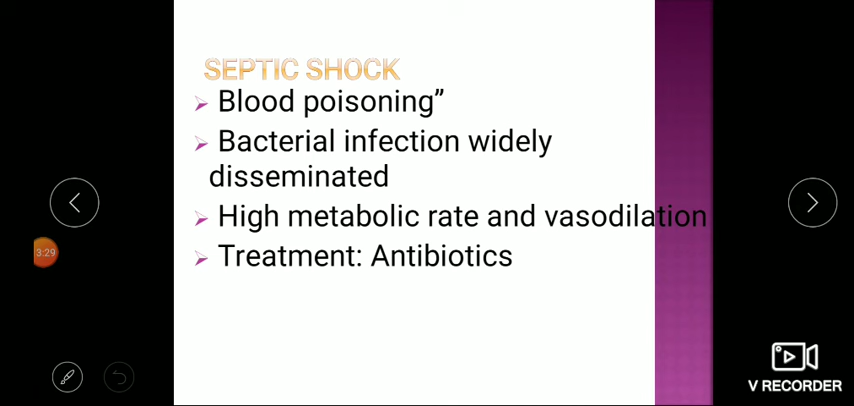 SEPTIC SHOCK
Blood poisoning”
Bacterial infection widely
disseminated
High metabolic rate and vasodilation
Treatment: Antibiotics
3:29
V RECORDER